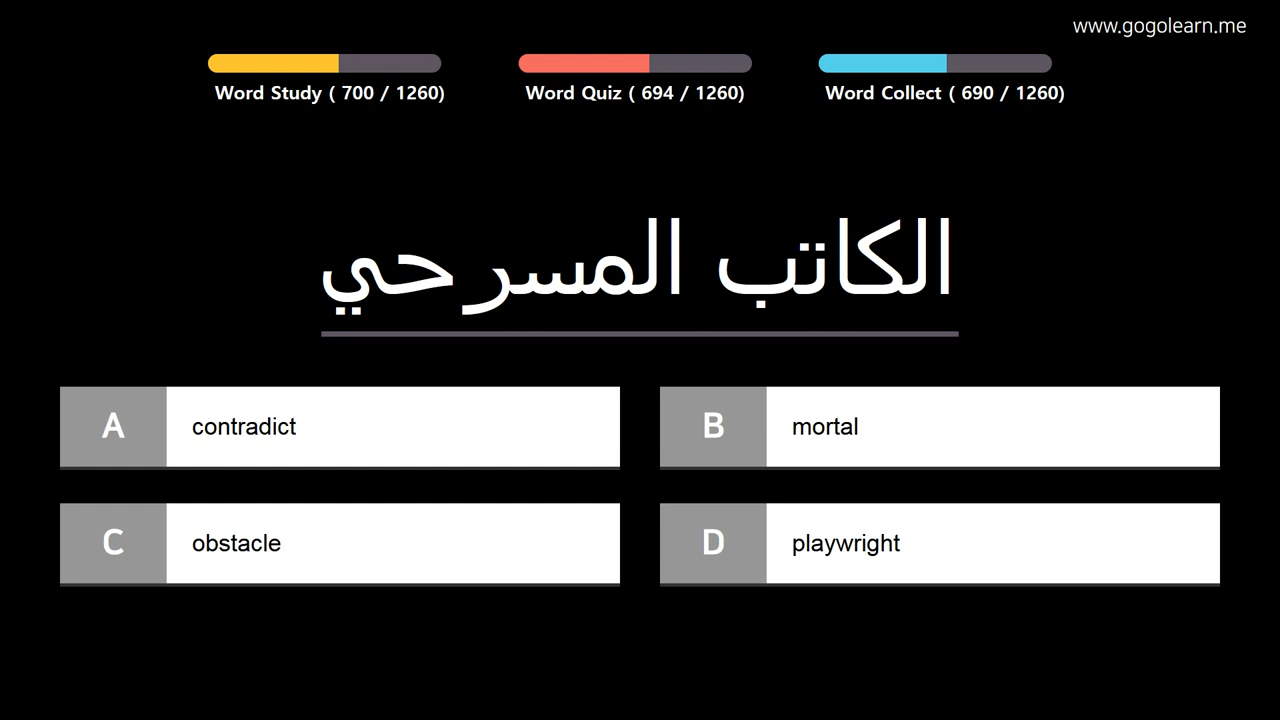 www.gogolearn.me
Word Study ( 700 / 1260)
Word Quiz ( 694 / 1260)
Word Collect ( 690 / 1260)
الكاتب المسرحي
A
contradict
B
mortal
C
obstacle
D
playwright